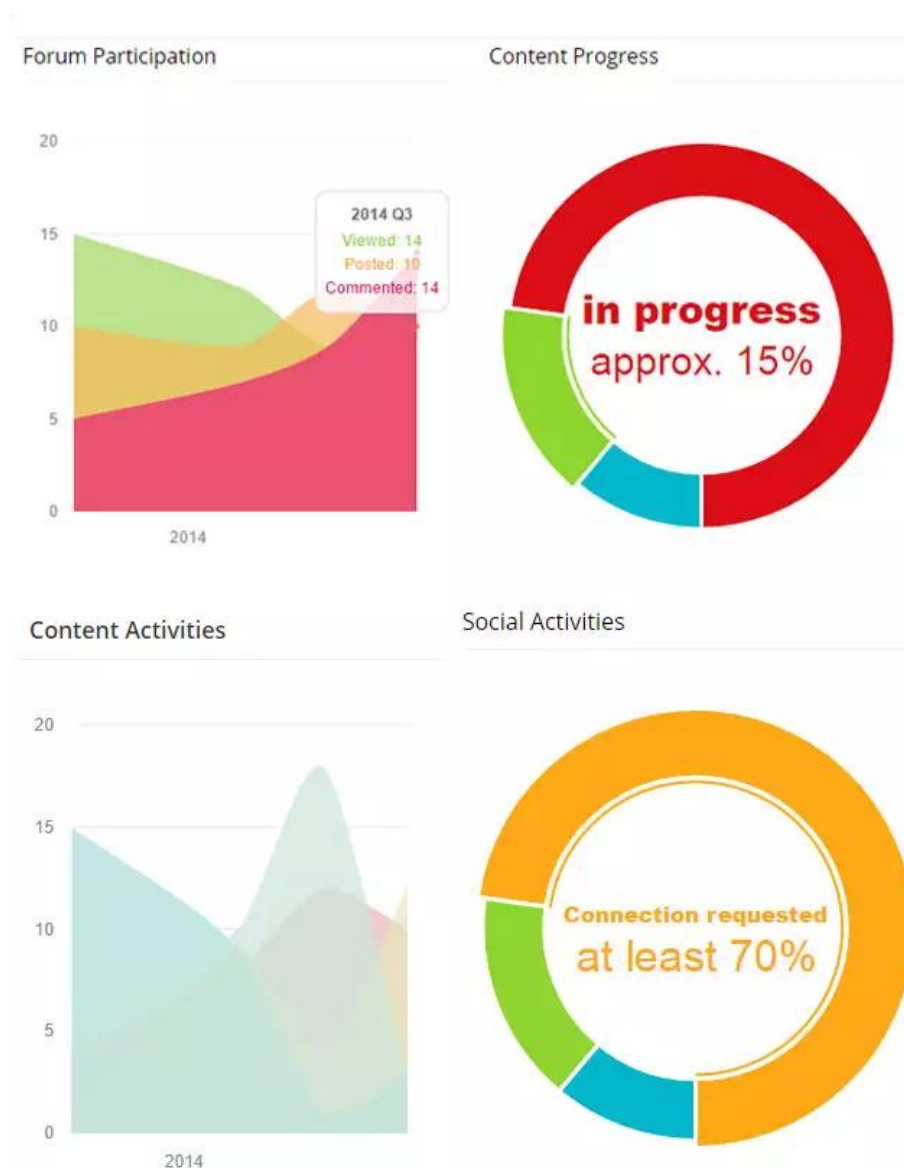 Forum Participation
Content Progress
20
15
10
5
0
2014
2014 Q3
Viewed: 14
Posted: 10
Commented: 14
in progress
approx. 15%
Content Activities
Social Activities
20
15
10
5
0
2014
Connection requested
at least 70%